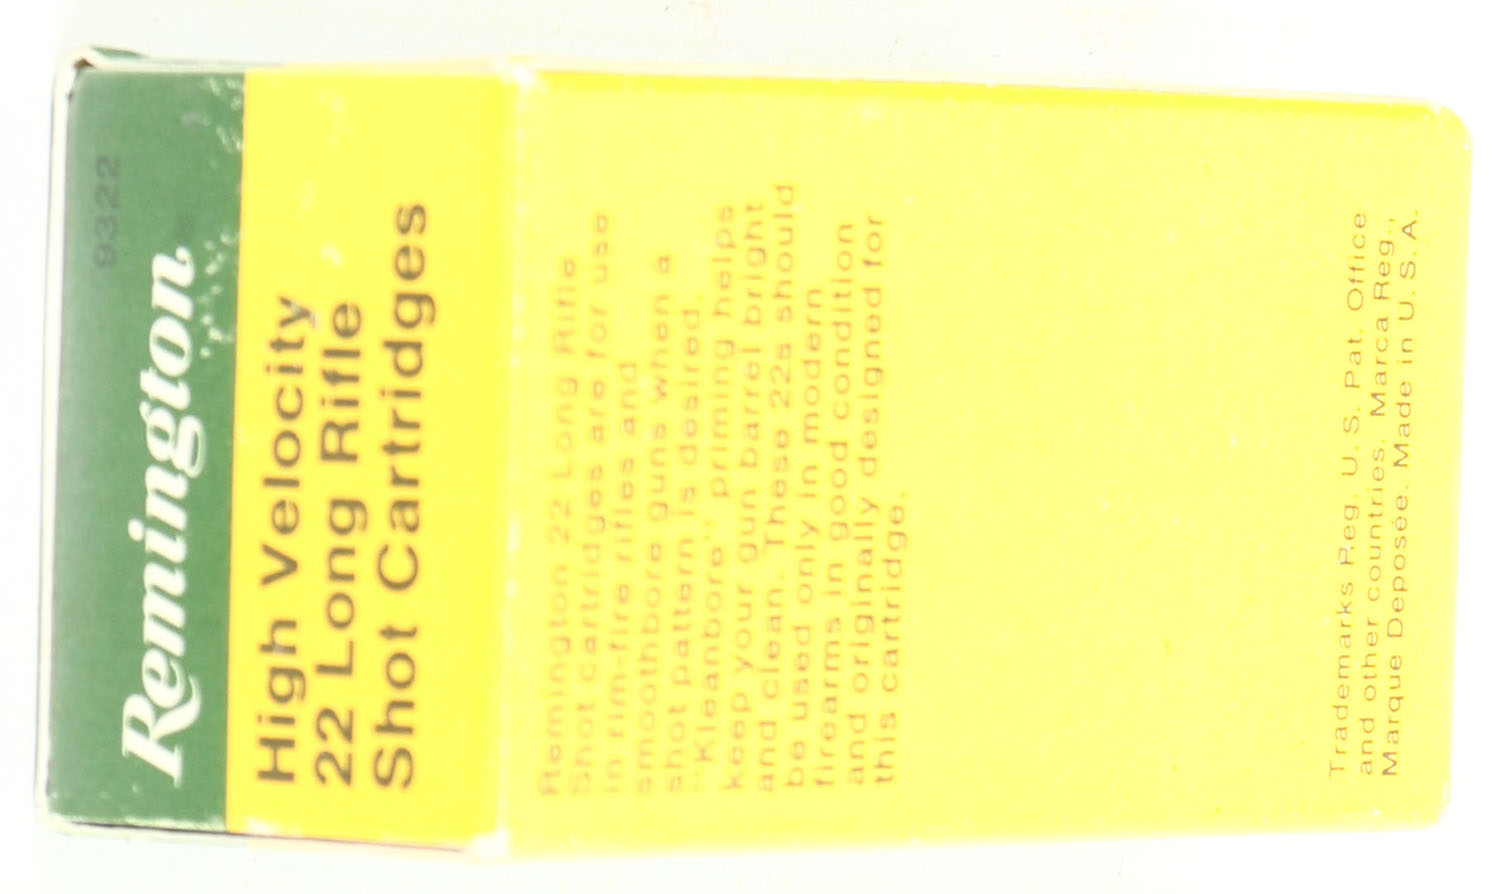 9322
Remington
High Velocity
22 Long Rifle
Shot Cartridges
Remington 22 Long Rifle
Shot cartridges are for use
in rim-fire rifles and
smoothbore guns when a
shot pattern is desired.
"Kleanbore" priming helps
keep your gun barrel bright
and clean. These 22s should
be used only in modern
firearms in good condition
and originally designed for
this cartridge.
Trademarks Reg. U. S. Pat. Office
and other countries. Marca Reg.,
Marque Deposée. Made in U. S. A.